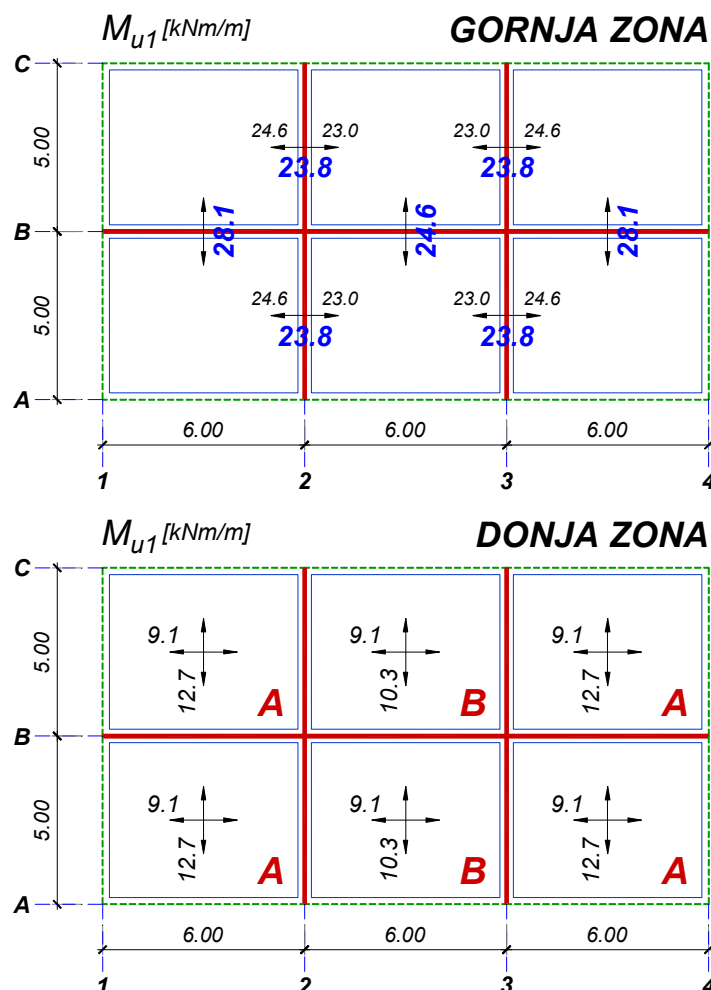 Mu1 [kNm/m] GORNJA ZONA
C
5.00
24.6 23.0 23.0 24.6
23.8 23.8
28.1 24.6 28.1
B
5.00
24.6 23.0 23.0 24.6
23.8 23.8
A
6.00 6.00 6.00
1 2 3 4
Mu1 [kNm/m] DONJA ZONA
C
5.00
9.1 9.1 9.1
12.7 10.3 12.7
A B A
B
5.00
9.1 9.1 9.1
12.7 10.3 12.7
A B A
A
6.00 6.00 6.00
1 2 3 4